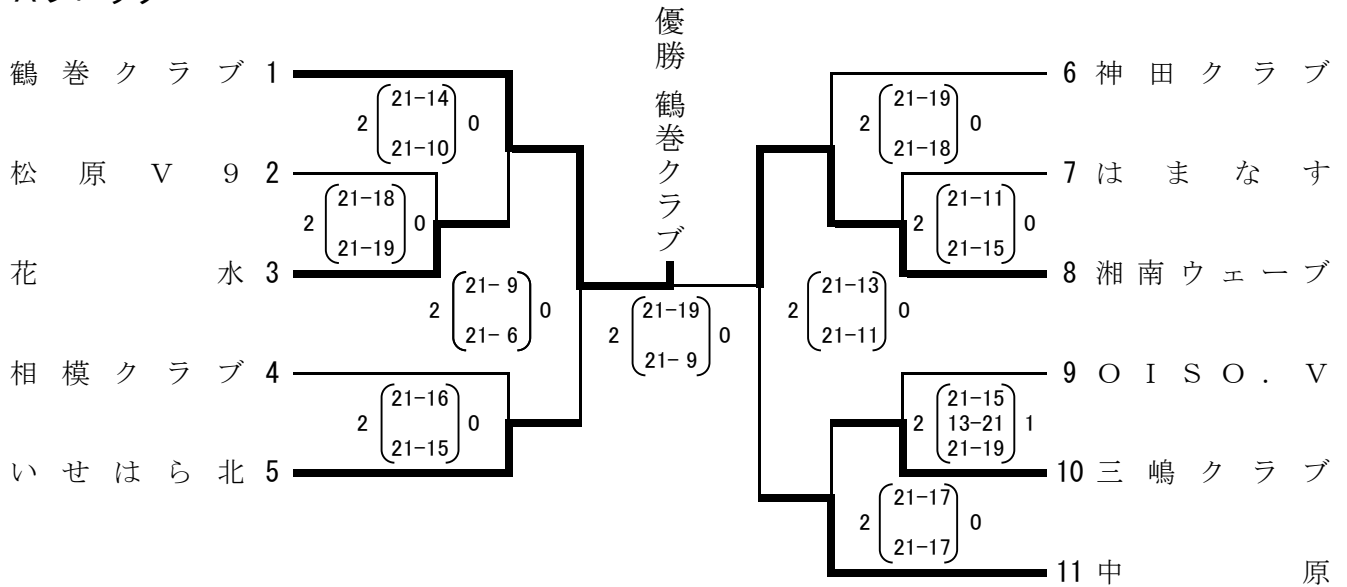 優勝 鶴巻クラブ
鶴巻クラブ 1
2 21-14 0
21-10
松原V9 2
2 21-18 0
21-19
花水 3
2 21-9 0
21-6
相模クラブ 4
2 21-16 0
21-15
いせはら北 5
2 21-19 0
21-9
6 神田クラブ
2 21-19 0
21-18
7 はまなす
2 21-11 0
21-15
8 湘南ウェーブ
2 21-13 0
21-11
9 OISO.V
21-15
2 13-21 1
21-19
10 三嶋クラブ
2 21-17 0
21-17
11 中原